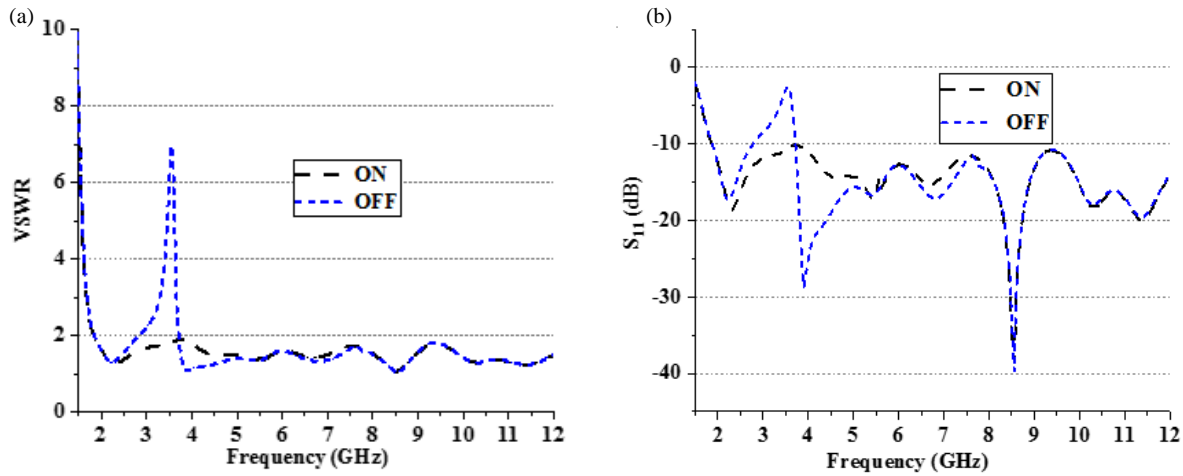 (a)
10
8
6
4
2
0
VSWR
ON
OFF
2 3 4 5 6 7 8 9 10 11 12
Frequency (GHz)
(b)
0
-10
-20
-30
-40
S11 (dB)
ON
OFF
2 3 4 5 6 7 8 9 10 11 12
Frequency (GHz)